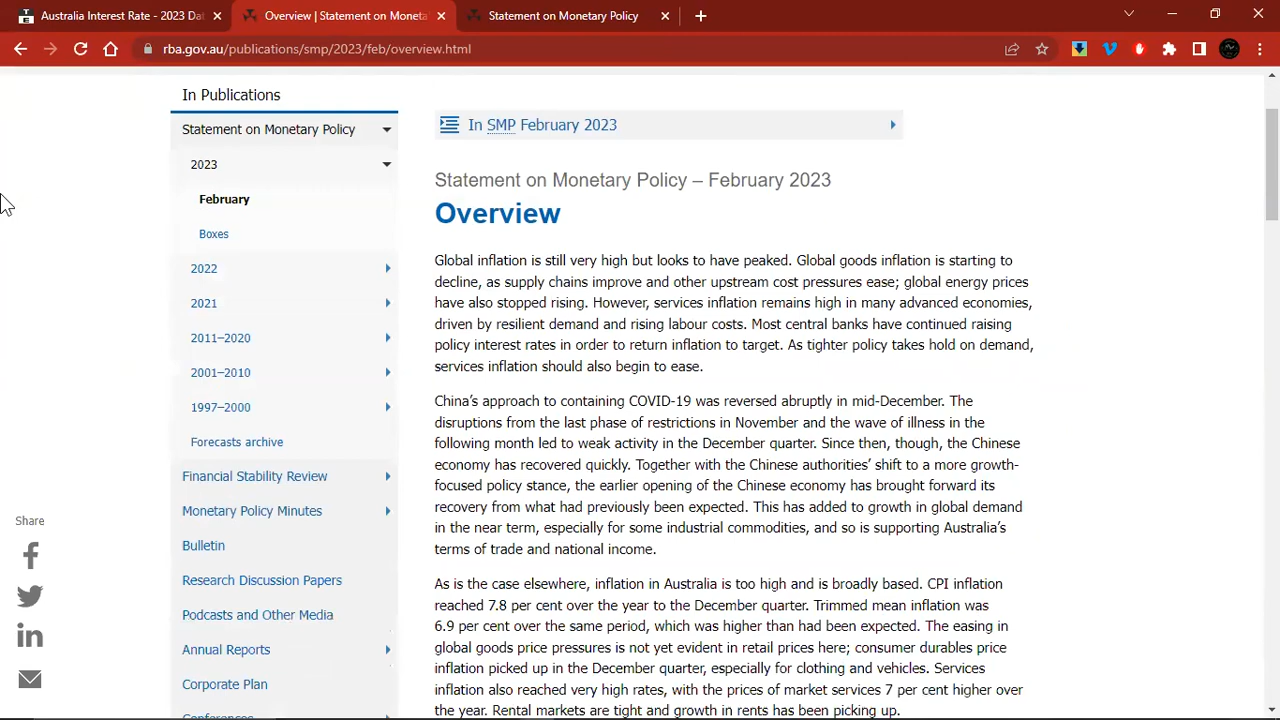 Australia Interest Rate - 2023 Dat
Overview | Statement on Moneta
Statement on Monetary Policy
rba.gov.au/publications/smp/2023/feb/overview.html
In Publications
Statement on Monetary Policy
2023
February
Boxes
2022
2021
2011–2020
2001–2010
1997–2000
Forecasts archive
Financial Stability Review
Monetary Policy Minutes
Bulletin
Research Discussion Papers
Podcasts and Other Media
Annual Reports
Corporate Plan
Conferences
Share
In SMP February 2023
Statement on Monetary Policy – February 2023
Overview
Global inflation is still very high but looks to have peaked. Global goods inflation is starting to
decline, as supply chains improve and other upstream cost pressures ease; global energy prices
have also stopped rising. However, services inflation remains high in many advanced economies,
driven by resilient demand and rising labour costs. Most central banks have continued raising
policy interest rates in order to return inflation to target. As tighter policy takes hold on demand,
services inflation should also begin to ease.
China's approach to containing COVID-19 was reversed abruptly in mid-December. The
disruptions from the last phase of restrictions in November and the wave of illness in the
following month led to weak activity in the December quarter. Since then, though, the Chinese
economy has recovered quickly. Together with the Chinese authorities' shift to a more growth-
focused policy stance, the earlier opening of the Chinese economy has brought forward its
recovery from what had previously been expected. This has added to growth in global demand
in the near term, especially for some industrial commodities, and so is supporting Australia's
terms of trade and national income.
As is the case elsewhere, inflation in Australia is too high and is broadly based. CPI inflation
reached 7.8 per cent over the year to the December quarter. Trimmed mean inflation was
6.9 per cent over the same period, which was higher than had been expected. The easing in
global goods price pressures is not yet evident in retail prices here; consumer durables price
inflation picked up in the December quarter, especially for clothing and vehicles. Services
inflation also reached very high rates, with the prices of market services 7 per cent higher over
the year. Rental markets are tight and growth in rents has been picking up.